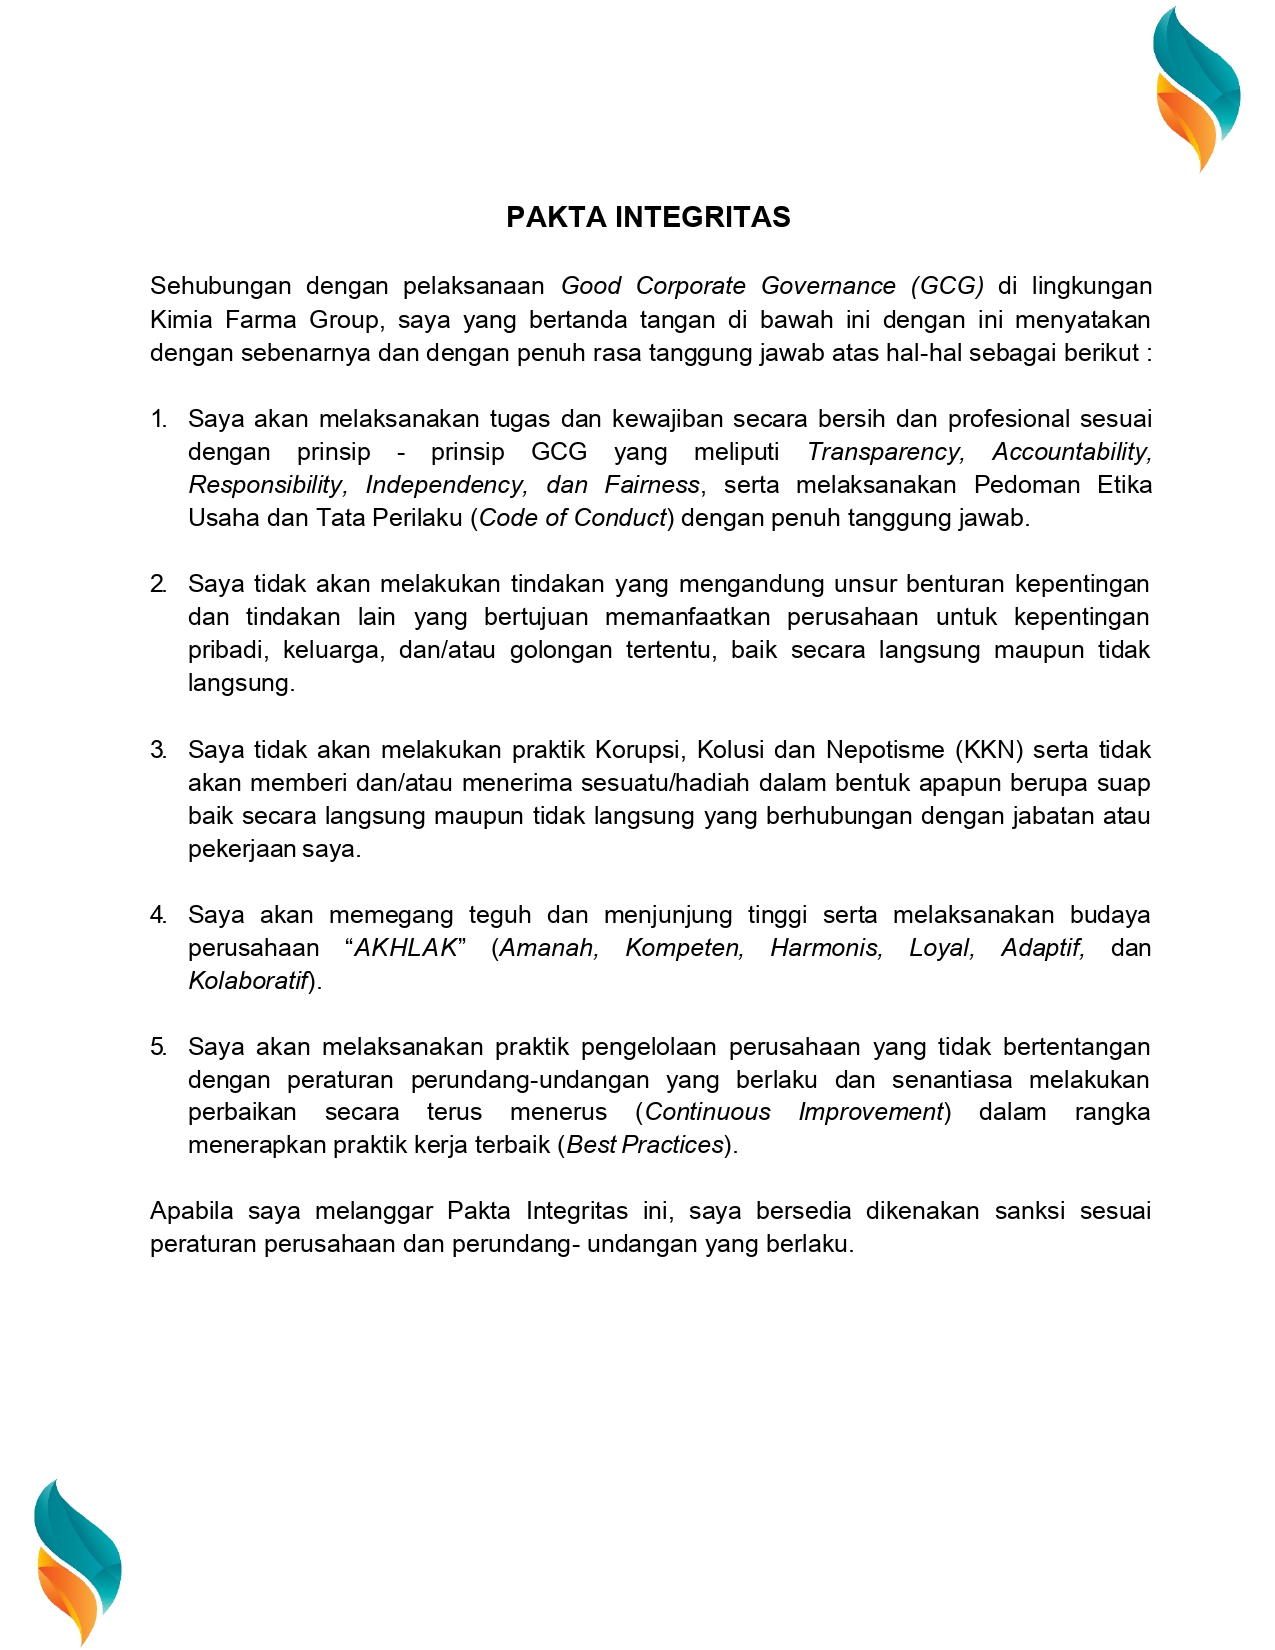 PAKTA INTEGRITAS
Sehubungan dengan pelaksanaan Good Corporate Governance (GCG) di lingkungan
Kimia Farma Group, saya yang bertanda tangan di bawah ini dengan ini menyatakan
dengan sebenarnya dan dengan penuh rasa tanggung jawab atas hal-hal sebagai berikut :
1. Saya akan melaksanakan tugas dan kewajiban secara bersih dan profesional sesuai
dengan prinsip - prinsip GCG yang meliputi Transparency, Accountability,
Responsibility, Independency, dan Fairness, serta melaksanakan Pedoman Etika
Usaha dan Tata Perilaku (Code of Conduct) dengan penuh tanggung jawab.
2. Saya tidak akan melakukan tindakan yang mengandung unsur benturan kepentingan
dan tindakan lain yang bertujuan memanfaatkan perusahaan untuk kepentingan
pribadi, keluarga, dan/atau golongan tertentu, baik secara langsung maupun tidak
langsung.
3. Saya tidak akan melakukan praktik Korupsi, Kolusi dan Nepotisme (KKN) serta tidak
akan memberi dan/atau menerima sesuatu/hadiah dalam bentuk apapun berupa suap
baik secara langsung maupun tidak langsung yang berhubungan dengan jabatan atau
pekerjaan saya.
4. Saya akan memegang teguh dan menjunjung tinggi serta melaksanakan budaya
perusahaan “AKHLAK” (Amanah, Kompeten, Harmonis, Loyal, Adaptif, dan
Kolaboratif).
5. Saya akan melaksanakan praktik pengelolaan perusahaan yang tidak bertentangan
dengan peraturan perundang-undangan yang berlaku dan senantiasa melakukan
perbaikan secara terus menerus (Continuous Improvement) dalam rangka
menerapkan praktik kerja terbaik (Best Practices).
Apabila saya melanggar Pakta Integritas ini, saya bersedia dikenakan sanksi sesuai
peraturan perusahaan dan perundang- undangan yang berlaku.